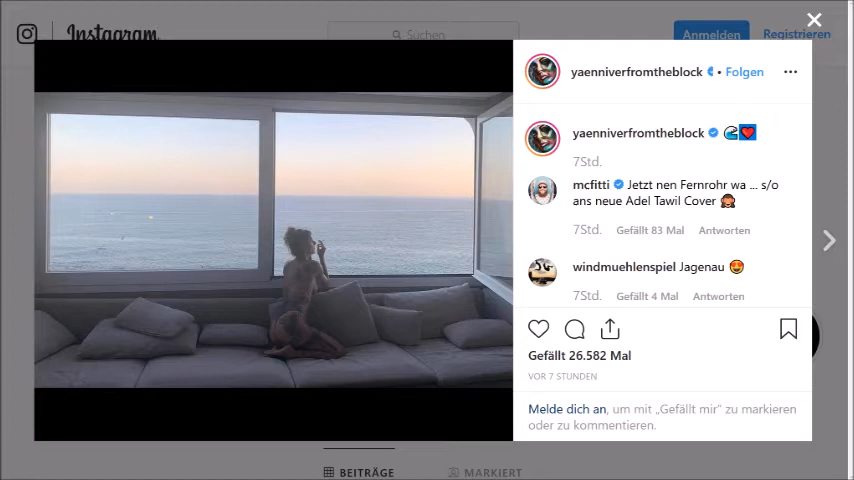 Instagram
Suchen
Anmelden
Registrieren
yaenniverfromtheblock • Folgen
yaenniverfromtheblock 🌊❤️
7Std.
mcfitti Jetzt nen Fernrohr wa ... s/o
ans neue Adel Tawil Cover 🙈
7Std. Gefällt 83 Mal Antworten
windmuehlenspiel Jagenau 😍
7Std. Gefällt 4 Mal Antworten
Gefällt 26.582 Mal
VOR 7 STUNDEN
Melde dich an, um mit „Gefällt mir“ zu markieren
oder zu kommentieren.
BEITRÄGE
MARKIERT